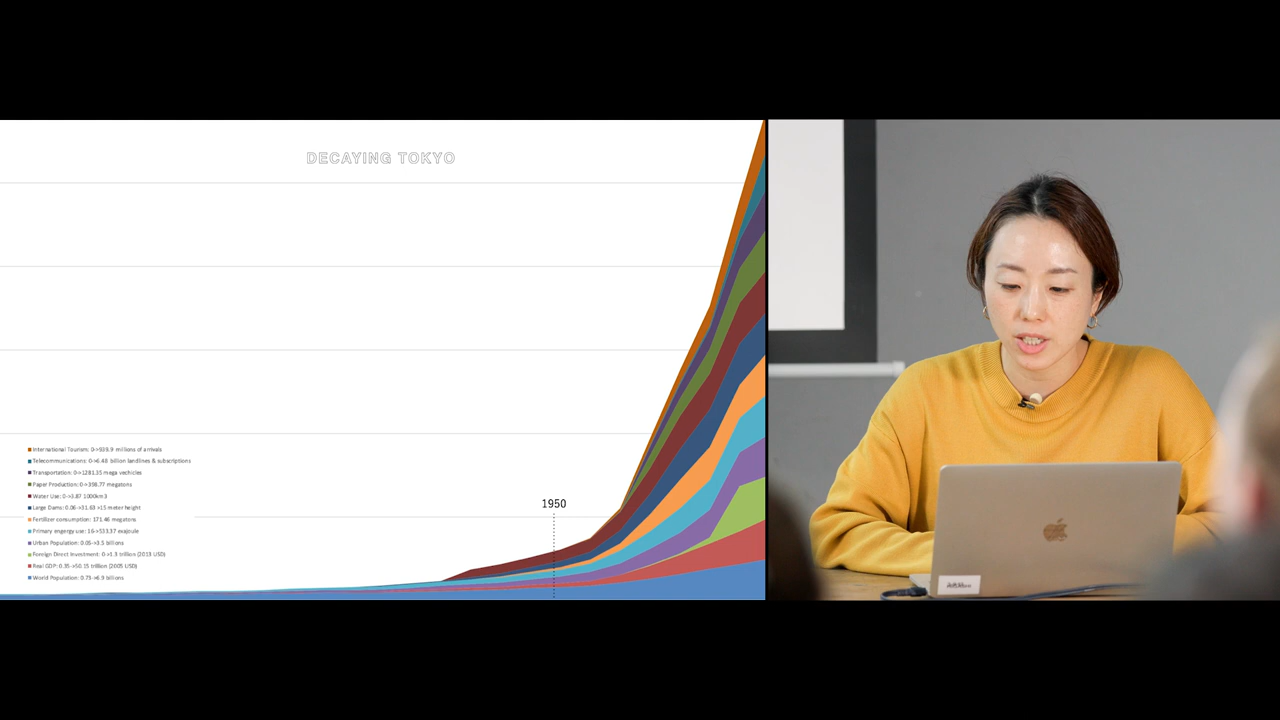 DECAYING TOKYO
International Tourism: 0->939.9 millions of arrivals
Telecommunications: 0->6.48 billion landlines & subscriptions
Transportation: 0->1281.35 mega vechicles
Paper Production: 0->398.77 megatons
Water Use: 0->3.87 1000km3
Large Dams: 0.06->31.63 >15 meter height
Fertilizer consumption: 171.46 megatons
Primary engergy use: 16->533.37 exajoule
Urban Population: 0.05->3.5 billions
Foreign Direct Investment: 0->1.3 trillion (2013 USD)
Real GDP: 0.35->50.15 trillion (2005 USD)
World Population: 0.73->6.9 billions
1950